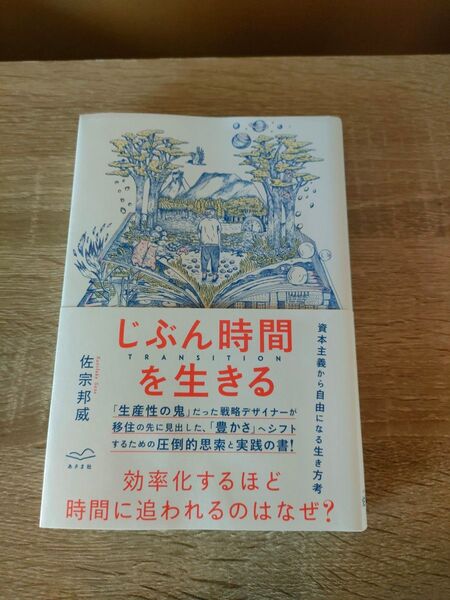 じぶん時間
TRANSITION
を生きる
佐宗邦威
Kunitake Saso
資本主義から自由になる生き方考
「生産性の鬼」だった戦略デザイナーが
移住の先に見出した、「豊かさ」へシフト
するための圧倒的思索と実践の書!
あさま社
効率化するほど
時間に追われるのはなぜ?